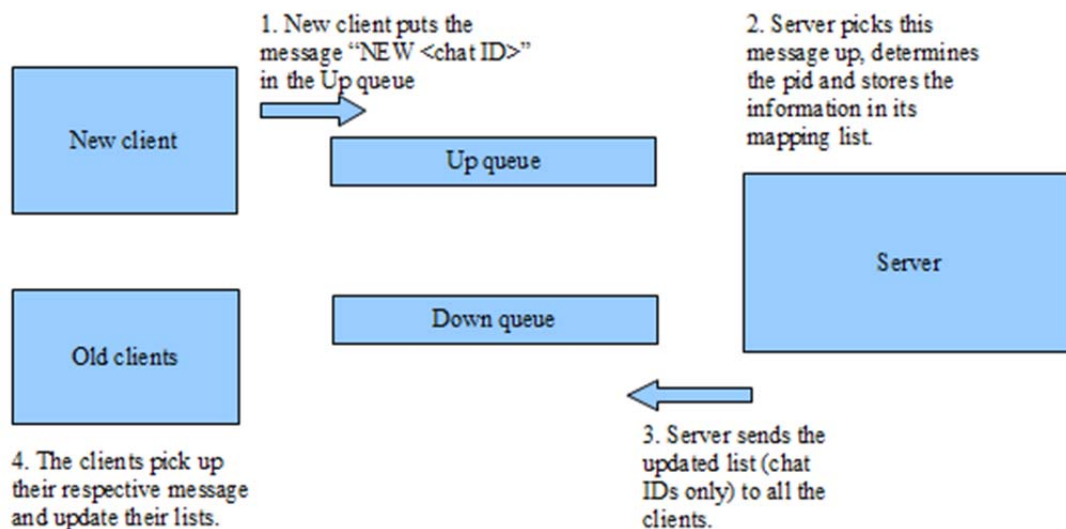 1. New client puts the
message “NEW <chat ID>”
in the Up queue
2. Server picks this
message up, determines
the pid and stores the
information in its
mapping list.
New client
Up queue
Server
Down queue
Old clients
3. Server sends the
updated list (chat
IDs only) to all the
clients.
4. The clients pick up
their respective message
and update their lists.